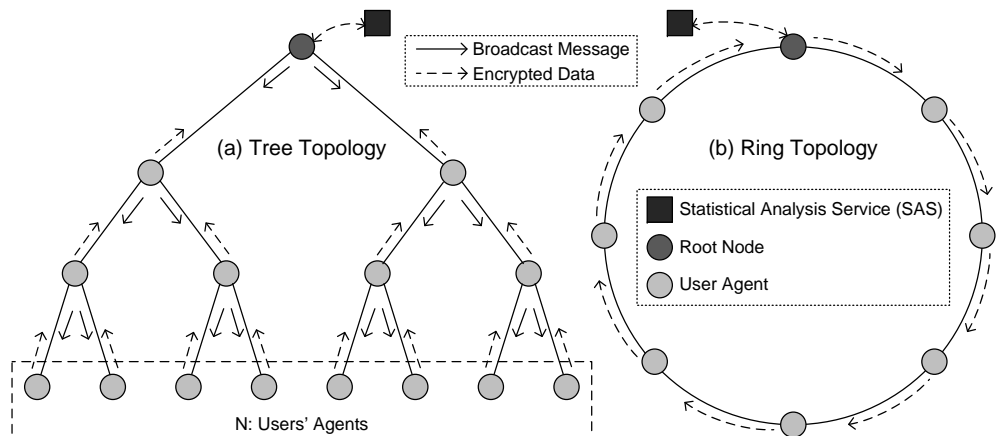 Broadcast Message
Encrypted Data
(a) Tree Topology
(b) Ring Topology
Statistical Analysis Service (SAS)
Root Node
User Agent
N: Users' Agents